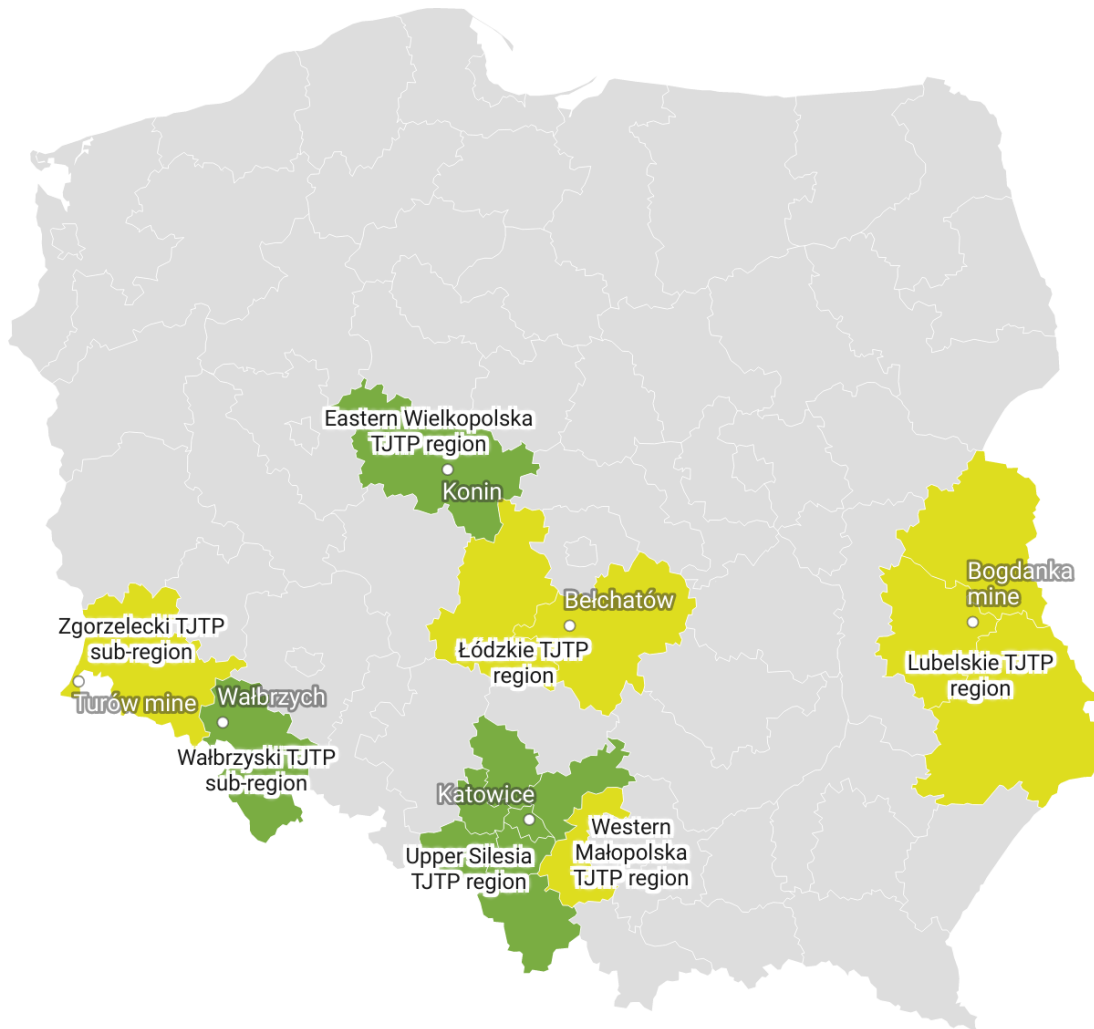 Eastern Wielkopolska
TJTP region
Konin
Bogdanka
mine
Bełchatów
Zgorzelecki TJTP
sub-region
Łódzkie TJTP
region
Lubelskie TJTP
region
Turów mine
Wałbrzych
Wałbrzyski TJTP
sub-region
Katowice
Western
Małopolska
TJTP region
Upper Silesia
TJTP region